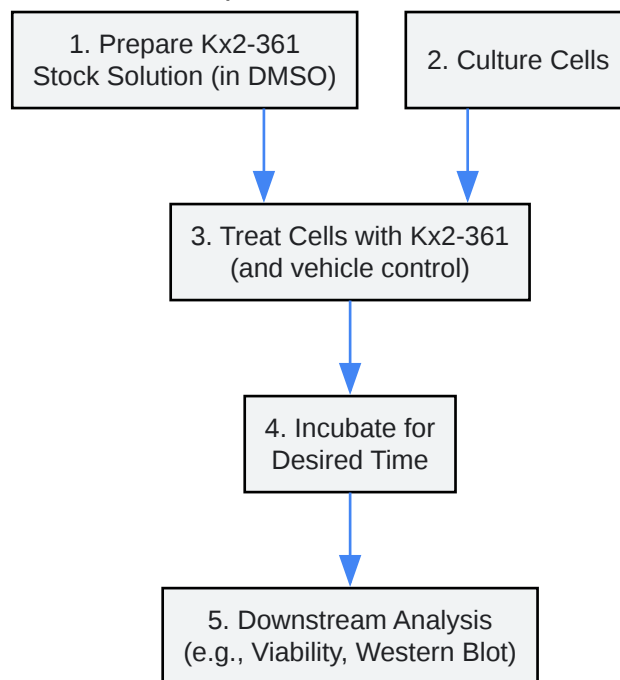 1. Prepare Kx2-361
Stock Solution (in DMSO)
2. Culture Cells
3. Treat Cells with Kx2-361
(and vehicle control)
4. Incubate for
Desired Time
5. Downstream Analysis
(e.g., Viability, Western Blot)